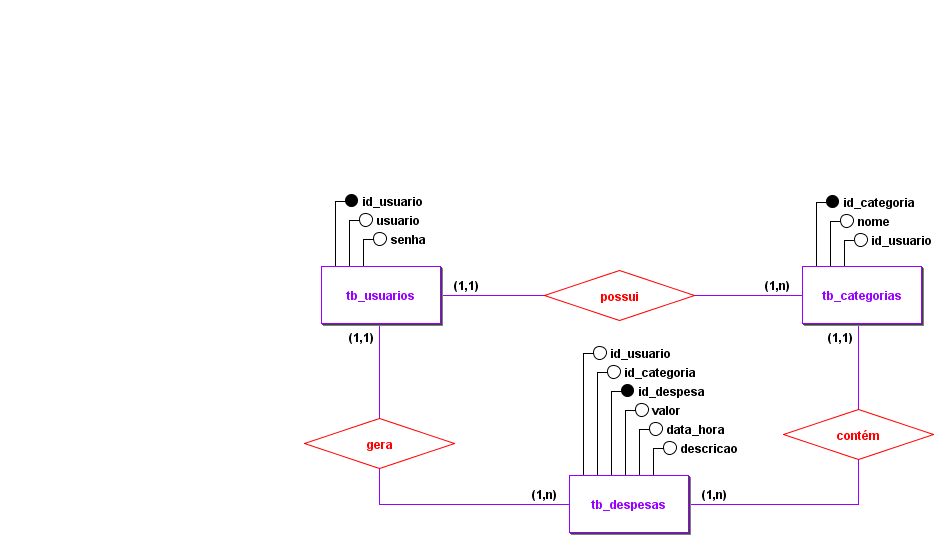 id_usuario
usuario
senha
id_categoria
nome
id_usuario
tb_usuarios
(1,1)
possui
(1,n)
tb_categorias
(1,1)
(1,1)
id_usuario
id_categoria
id_despesa
valor
data_hora
descricao
gera
contém
(1,n)
tb_despesas
(1,n)